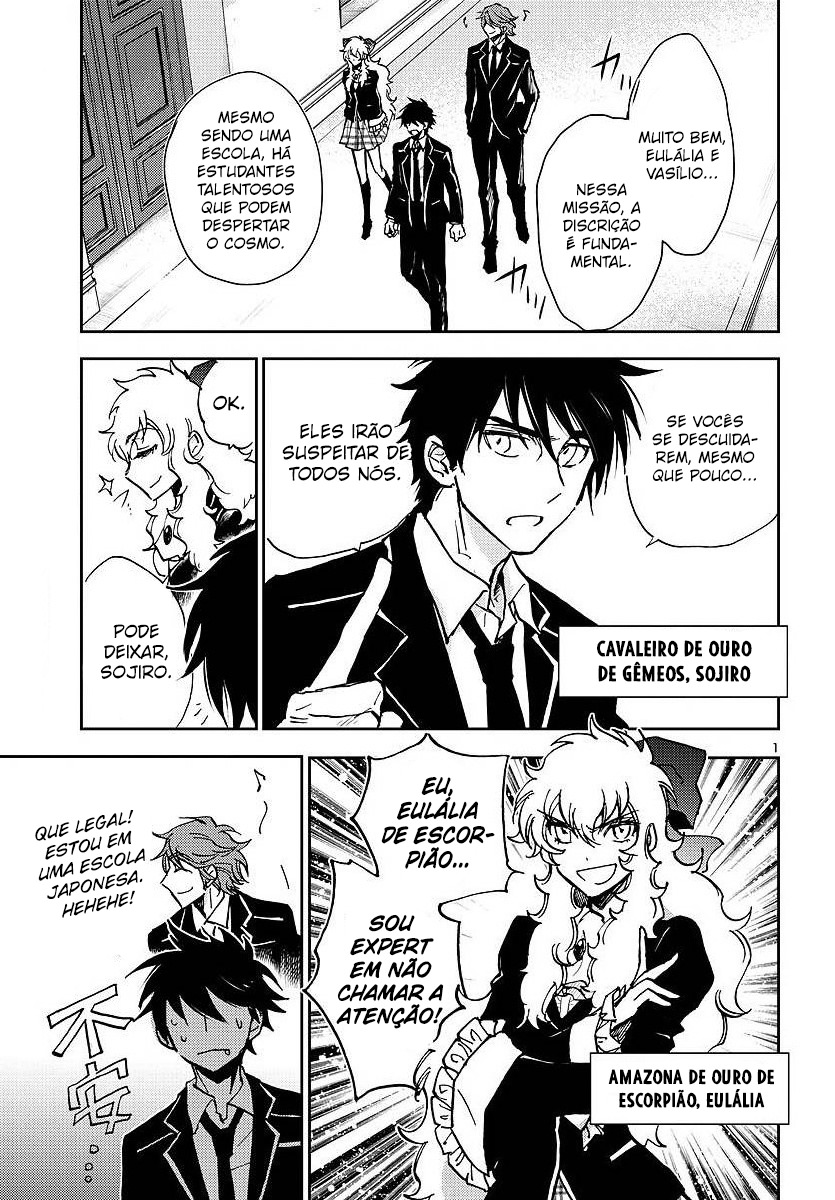 MUITO BEM,
EULÁLIA E
VASÍLIO...
NESSA
MISSÃO, A
DISCRIÇÃO
É FUNDA-
MENTAL.
MESMO
SENDO UMA
ESCOLA, HÁ
ESTUDANTES
TALENTOSOS
QUE PODEM
DESPERTAR
O COSMO.
SE VOCÊS
SE DESCUIDA-
REM, MESMO
QUE POUCO...
ELES IRÃO
SUSPEITAR DE
TODOS NÓS.
CAVALEIRO DE OURO
DE GÊMEOS, SOJIRO
OK.
PODE
DEIXAR,
SOJIRO.
1
EU,
EULÁLIA
DE ESCOR-
PIÃO...
SOU
EXPERT
EM NÃO
CHAMAR A
ATENÇÃO!
AMAZONA DE OURO DE
ESCORPIÃO, EULÁLIA
QUE LEGAL!
ESTOU EM
UMA ESCOLA
JAPONESA.
HEHEHE!
不安…